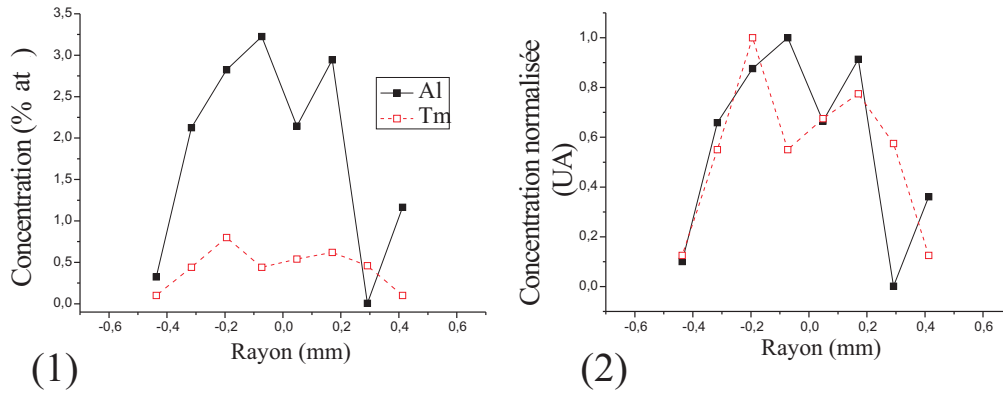 3,5
3,0
2,5
2,0
1,5
1,0
0,5
0,0
Concentration (% at )
Al
Tm
-0,6 -0,4 -0,2 0,0 0,2 0,4 0,6
Rayon (mm)
(1)
1,0
0,8
0,6
0,4
0,2
0,0
Concentration normalisée
(UA)
-0,6 -0,4 -0,2 0,0 0,2 0,4 0,6
Rayon (mm)
(2)